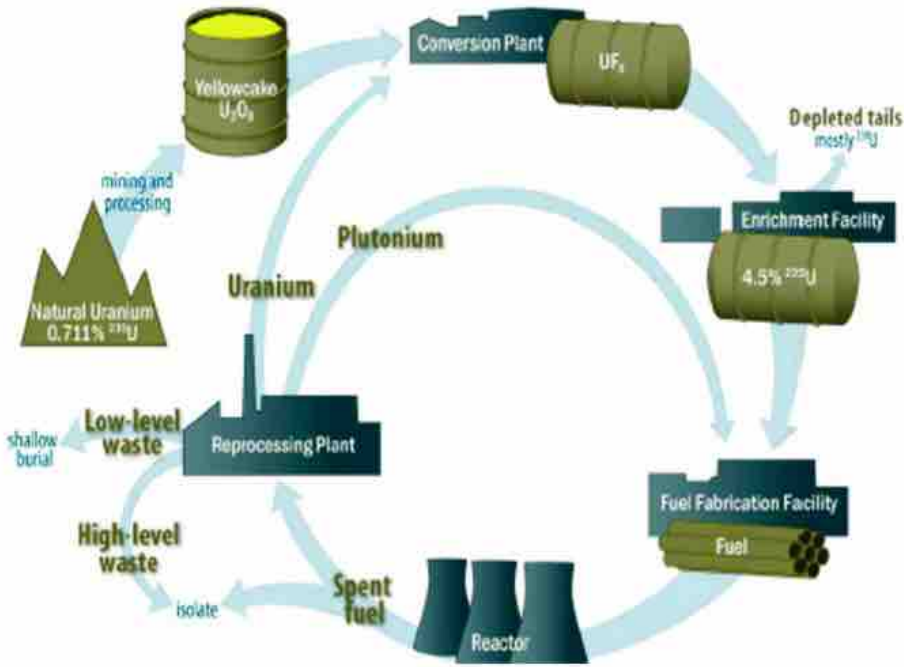 Conversion Plant
UF₆
Yellowcake
U₃O₈
Depleted tails
mostly ²³⁸U
mining and
processing
Enrichment Facility
4.5% ²³⁵U
Plutonium
Uranium
Natural Uranium
0.711% ²³⁵U
Low-level
waste
shallow
burial
Reprocessing Plant
Fuel Fabrication Facility
Fuel
High-level
waste
Spent
fuel
isolate
Reactor